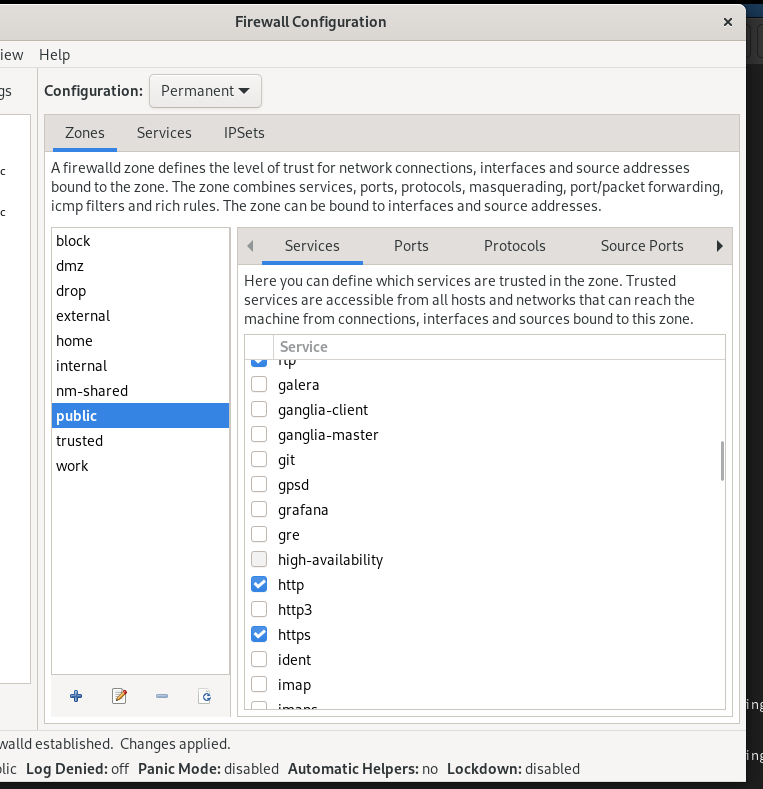 Firewall Configuration
iew Help
gs
Configuration: Permanent
Zones Services IPSets
A firewalld zone defines the level of trust for network connections, interfaces and source addresses
bound to the zone. The zone combines services, ports, protocols, masquerading, port/packet forwarding,
icmp filters and rich rules. The zone can be bound to interfaces and source addresses.
c
c
block
dmz
drop
external
home
internal
nm-shared
public
trusted
work
Services Ports Protocols Source Ports
Here you can define which services are trusted in the zone. Trusted
services are accessible from all hosts and networks that can reach the
machine from connections, interfaces and sources bound to this zone.
Service
ftp
galera
ganglia-client
ganglia-master
git
gpsd
grafana
gre
high-availability
http
http3
https
ident
imap
imaps
walld established. Changes applied.
lic Log Denied: off Panic Mode: disabled Automatic Helpers: no Lockdown: disabled
ing
ing